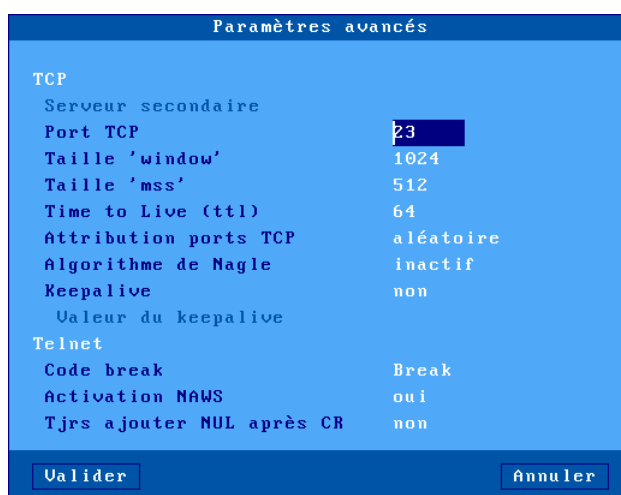 Paramètres avancés
TCP
Serveur secondaire
Port TCP 23
Taille 'window' 1024
Taille 'mss' 512
Time to Live (ttl) 64
Attribution ports TCP aléatoire
Algorithme de Nagle inactif
Keepalive non
Valeur du keepalive
Telnet
Code break Break
Activation NAWS oui
Tjrs ajouter NUL après CR non
Valider Annuler